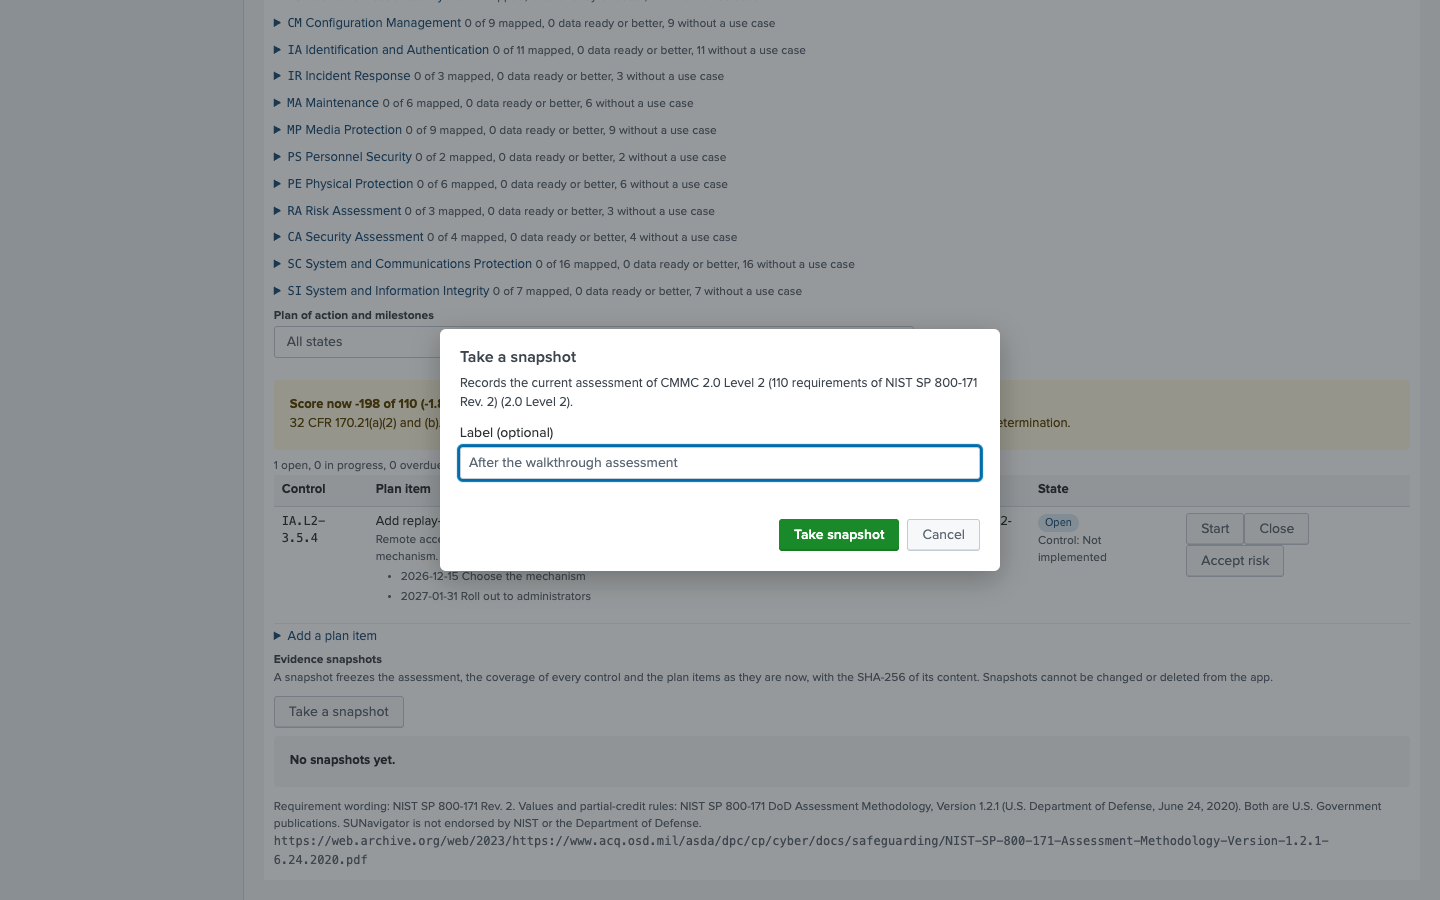 CM Configuration Management 0 of 9 mapped, 0 data ready or better, 9 without a use case
IA Identification and Authentication 0 of 11 mapped, 0 data ready or better, 11 without a use case
IR Incident Response 0 of 3 mapped, 0 data ready or better, 3 without a use case
MA Maintenance 0 of 6 mapped, 0 data ready or better, 6 without a use case
MP Media Protection 0 of 9 mapped, 0 data ready or better, 9 without a use case
PS Personnel Security 0 of 2 mapped, 0 data ready or better, 2 without a use case
PE Physical Protection 0 of 6 mapped, 0 data ready or better, 6 without a use case
RA Risk Assessment 0 of 3 mapped, 0 data ready or better, 3 without a use case
CA Security Assessment 0 of 4 mapped, 0 data ready or better, 4 without a use case
SC System and Communications Protection 0 of 16 mapped, 0 data ready or better, 16 without a use case
SI System and Information Integrity 0 of 7 mapped, 0 data ready or better, 7 without a use case
Plan of action and milestones
All states
Take a snapshot
Records the current assessment of CMMC 2.0 Level 2 (110 requirements of NIST SP 800-171
Rev. 2) (2.0 Level 2).
Label (optional)
After the walkthrough assessment
Take snapshot
Cancel
Score now -198 of 110 (-1.8
32 CFR 170.21(a)(2) and (b). etermination.
1 open, 0 in progress, 0 overdue
Control Plan item State
IA.L2-
3.5.4
Add replay- 2-
Remote acce
mechanism.
• 2026-12-15 Choose the mechanism
• 2027-01-31 Roll out to administrators
Open
Control: Not
implemented
Start Close
Accept risk
Add a plan item
Evidence snapshots
A snapshot freezes the assessment, the coverage of every control and the plan items as they are now, with the SHA-256 of its content. Snapshots cannot be changed or deleted from the app.
Take a snapshot
No snapshots yet.
Requirement wording: NIST SP 800-171 Rev. 2. Values and partial-credit rules: NIST SP 800-171 DoD Assessment Methodology, Version 1.2.1 (U.S. Department of Defense, June 24, 2020). Both are U.S. Government
publications. SUNavigator is not endorsed by NIST or the Department of Defense.
https://web.archive.org/web/2023/https://www.acq.osd.mil/asda/dpc/cp/cyber/docs/safeguarding/NIST-SP-800-171-Assessment-Methodology-Version-1.2.1-
6.24.2020.pdf